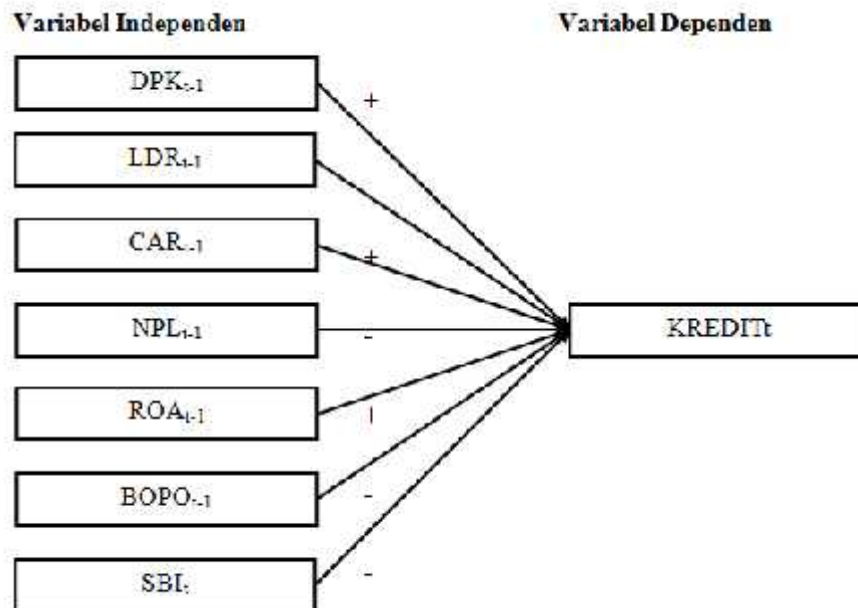 Variabel Independen Variabel Dependen
DPKt-1
+
LDRt-1
CARt-1
+
NPLt-1
-
KREDITt
ROAt-1
+
BOPOt-1
-
SBIt
-